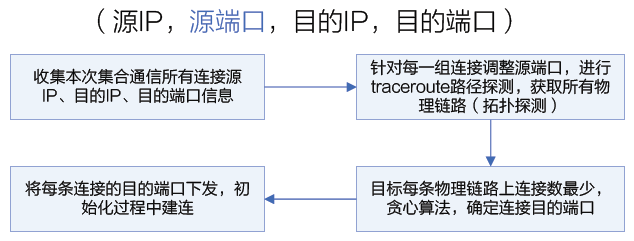 （源IP，源端口，目的IP，目的端口）
收集本次集合通信所有连接源
IP、目的IP、目的端口信息
针对每一组连接调整源端口，进行
traceroute路径探测，获取所有物
理链路（拓扑探测）
将每条连接的目的端口下发，初
始化过程中建连
目标每条物理链路上连接数最少，
贪心算法，确定连接目的端口